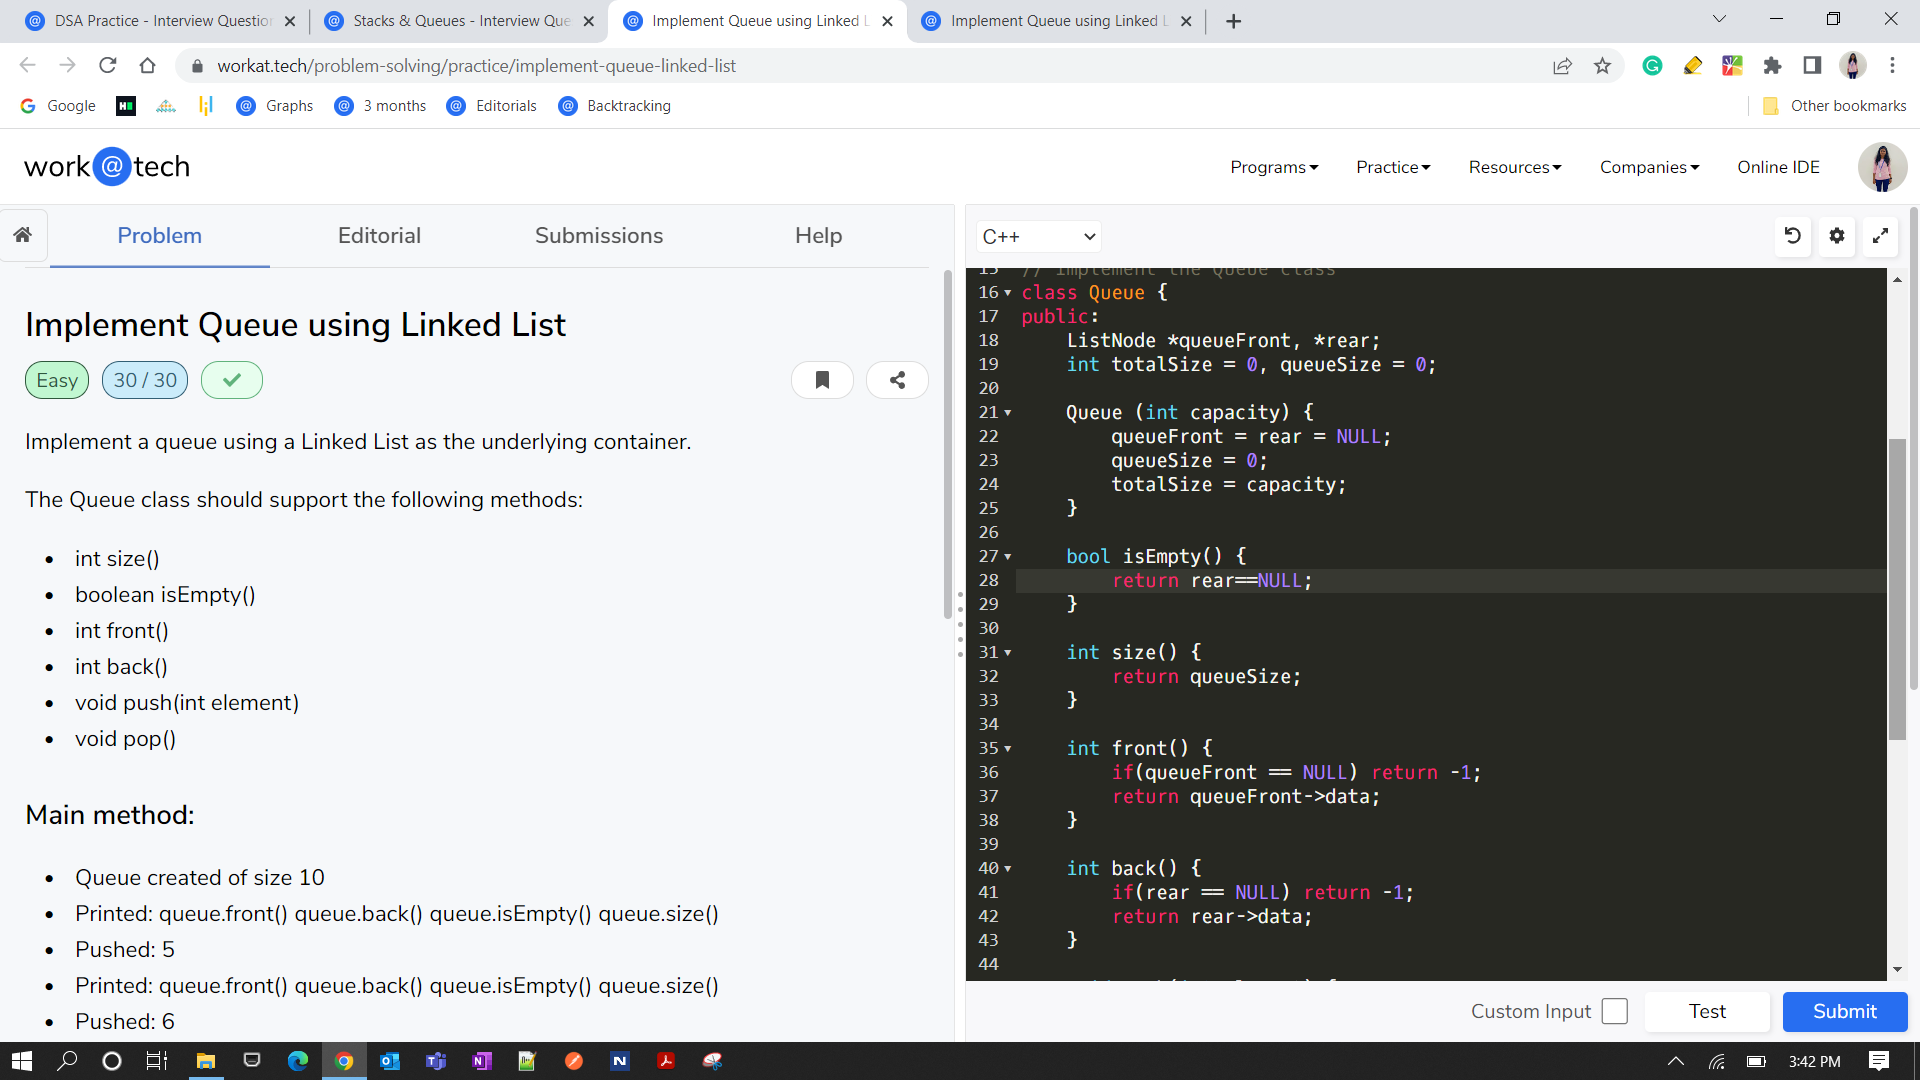 DSA Practice - Interview Question
Stacks & Queues - Interview Que
Implement Queue using Linked L
Implement Queue using Linked L
workat.tech/problem-solving/practice/implement-queue-linked-list
Google
Graphs
3 months
Editorials
Backtracking
Other bookmarks
work@tech
Programs
Practice
Resources
Companies
Online IDE
Problem
Editorial
Submissions
Help
Implement Queue using Linked List
Easy
30 / 30
Implement a queue using a Linked List as the underlying container.
The Queue class should support the following methods:
int size()
boolean isEmpty()
int front()
int back()
void push(int element)
void pop()
Main method:
Queue created of size 10
Printed: queue.front() queue.back() queue.isEmpty() queue.size()
Pushed: 5
Printed: queue.front() queue.back() queue.isEmpty() queue.size()
Pushed: 6
C++
15 // Implement the Queue class
16 class Queue {
17 public:
18 ListNode *queueFront, *rear;
19 int totalSize = 0, queueSize = 0;
20
21 Queue (int capacity) {
22 queueFront = rear = NULL;
23 queueSize = 0;
24 totalSize = capacity;
25 }
26
27 bool isEmpty() {
28 return rear==NULL;
29 }
30
31 int size() {
32 return queueSize;
33 }
34
35 int front() {
36 if(queueFront == NULL) return -1;
37 return queueFront->data;
38 }
39
40 int back() {
41 if(rear == NULL) return -1;
42 return rear->data;
43 }
44
Custom Input
Test
Submit
3:42 PM